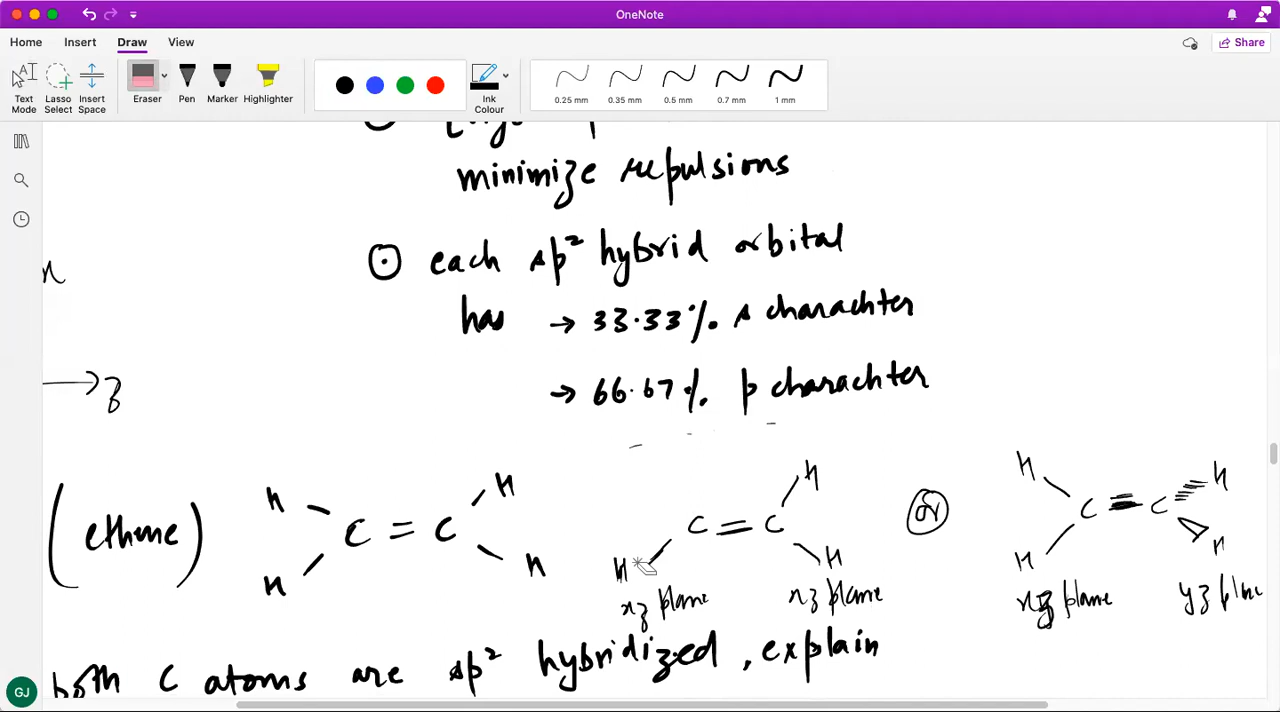 OneNote
Home Insert Draw View
Share
Text Mode
Lasso Select
Insert Space
Eraser
Pen
Marker
Highlighter
Ink Colour
0.25 mm
0.35 mm
0.5 mm
0.7 mm
1 mm
minimize repulsions
each sp² hybrid orbital
has → 33.33% s charachter
→ 66.67% p charachter
x
z
(ethene)
H H
C = C
H H
H
C = C
H H
xz plane xz plane
or
H H
C = C
H H
xz plane yz plane
both C atoms are sp² hybridized, explain
GJ